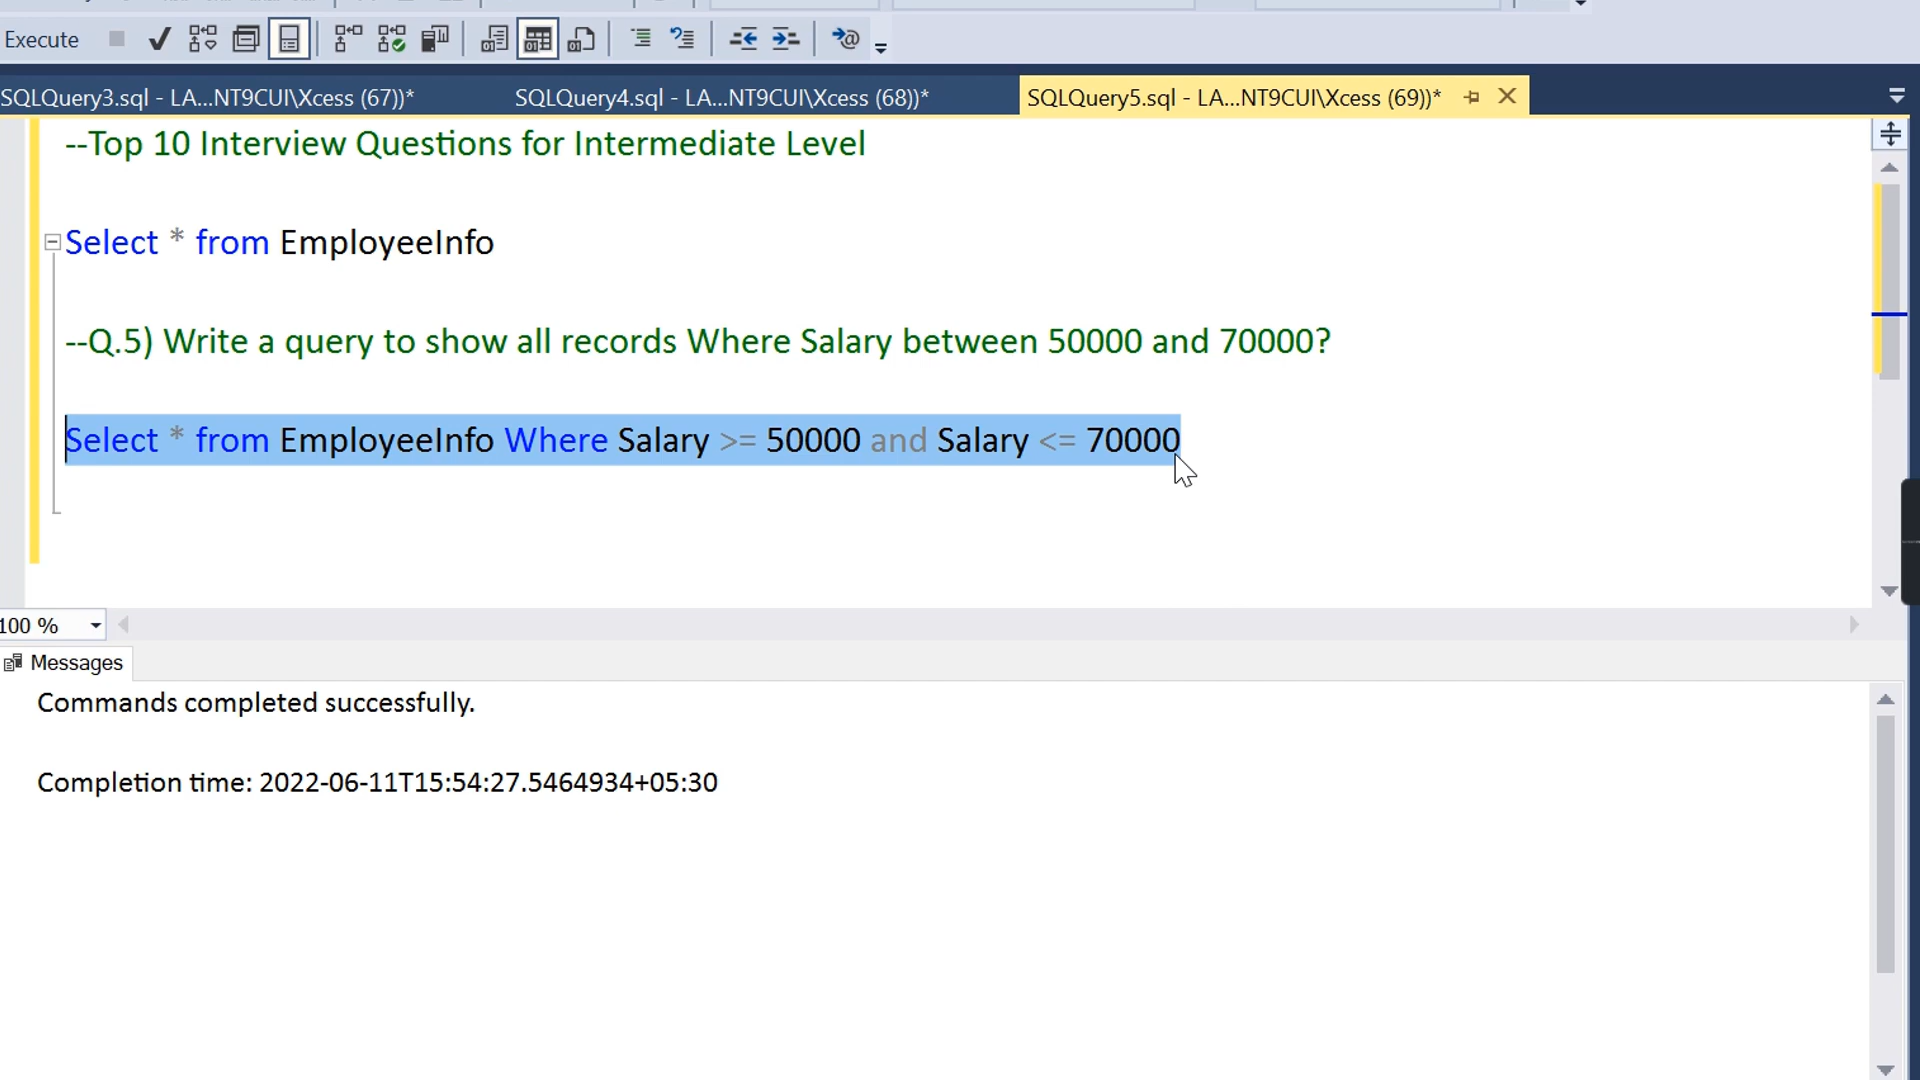 Execute
SQLQuery3.sql - LA...NT9CUI\Xcess (67))*
SQLQuery4.sql - LA...NT9CUI\Xcess (68))*
SQLQuery5.sql - LA...NT9CUI\Xcess (69))*
--Top 10 Interview Questions for Intermediate Level
Select * from EmployeeInfo
--Q.5) Write a query to show all records Where Salary between 50000 and 70000?
Select * from EmployeeInfo Where Salary >= 50000 and Salary <= 70000
100 %
Messages
Commands completed successfully.
Completion time: 2022-06-11T15:54:27.5464934+05:30